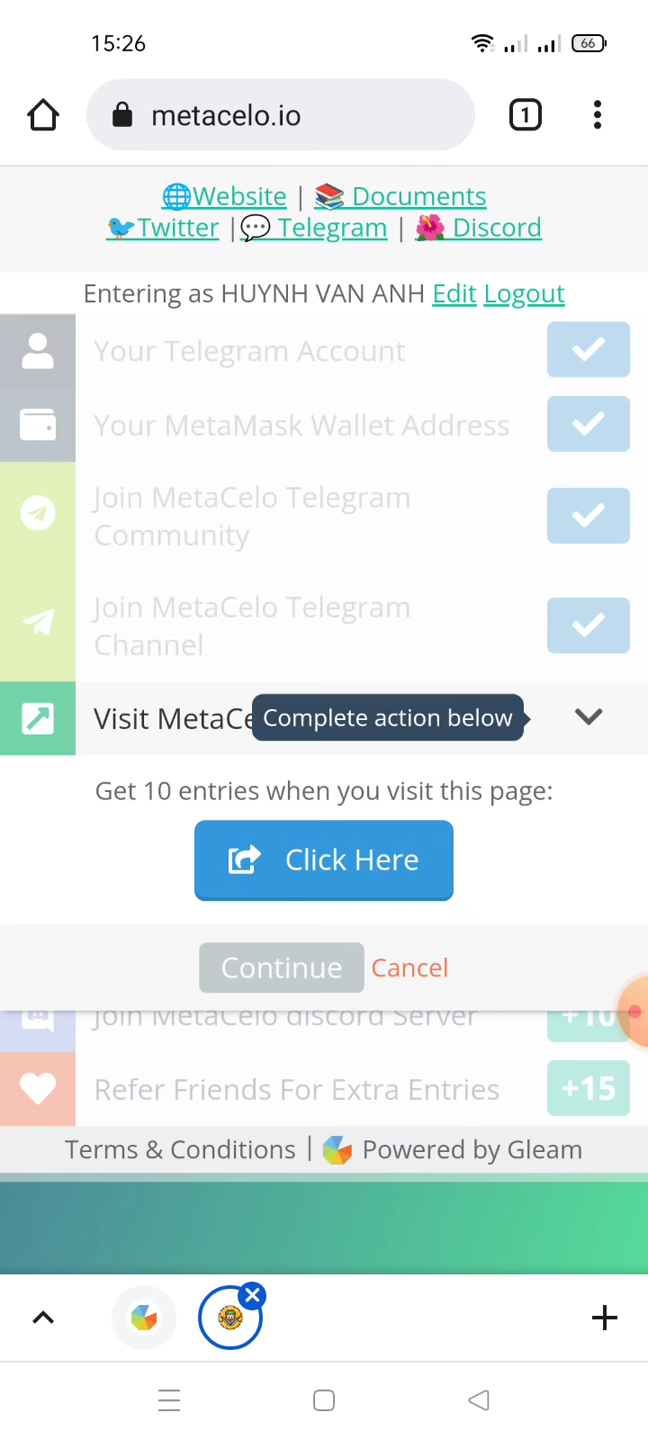 15:26
66
metacelo.io
1
🌐Website | 📚 Documents
🐦Twitter |💬 Telegram | 🌺 Discord
Entering as HUYNH VAN ANH Edit Logout
Your Telegram Account
Your MetaMask Wallet Address
Join MetaCelo Telegram
Community
Join MetaCelo Telegram
Channel
Visit MetaCe
Complete action below
Get 10 entries when you visit this page:
Click Here
Continue Cancel
Join MetaCelo discord Server +10
Refer Friends For Extra Entries +15
Terms & Conditions | Powered by Gleam